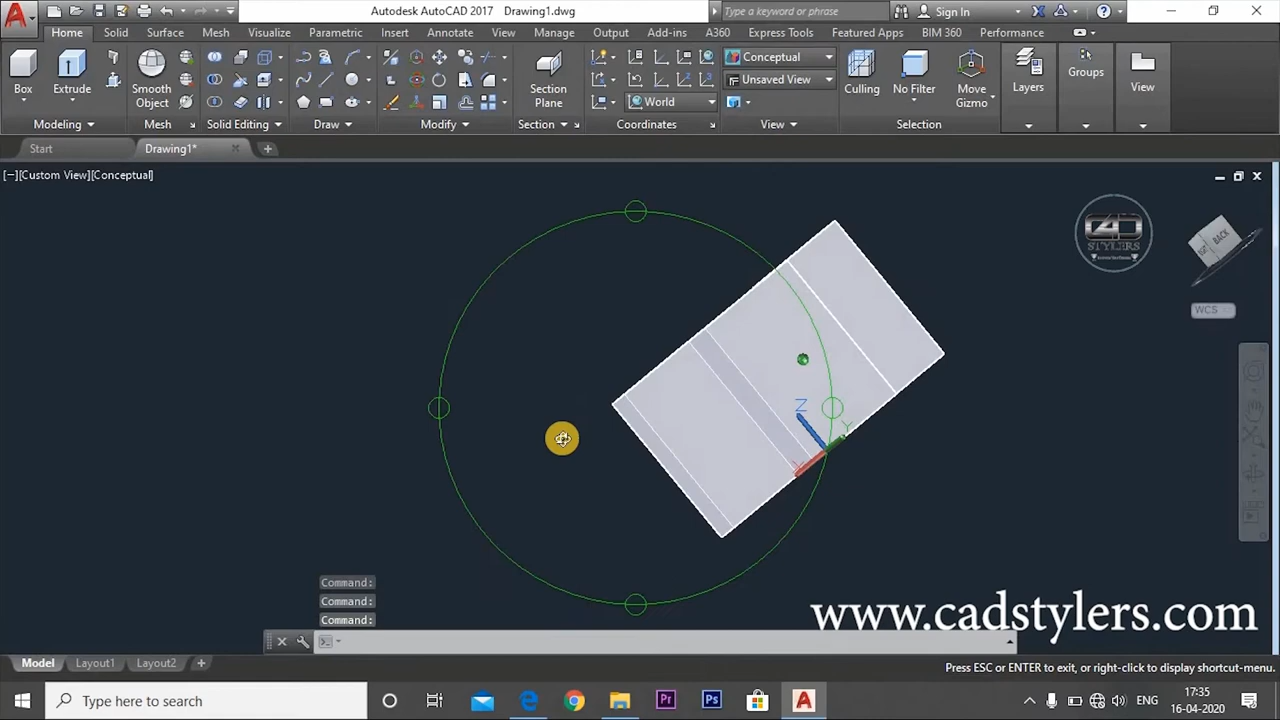 Autodesk AutoCAD 2017 Drawing1.dwg
Type a keyword or phrase
Sign In
Home Solid Surface Mesh Visualize Parametric Insert Annotate View Manage Output Add-ins A360 Express Tools Featured Apps BIM 360 Performance
Box
Extrude
Smooth
Object
Section
Plane
World
Conceptual
Unsaved View
Culling
No Filter
Move
Gizmo
Layers
Groups
View
Modeling Mesh Solid Editing Draw Modify Section Coordinates View Selection
Start
Drawing1*
[−][Custom View][Conceptual]
CAD
STYLERS
BACK
WCS
Z
Y
X
Command:
Command:
Command:
www.cadstylers.com
Model Layout1 Layout2
Press ESC or ENTER to exit, or right-click to display shortcut-menu.
Type here to search
Pr
Ps
A
ENG
17:35
16-04-2020